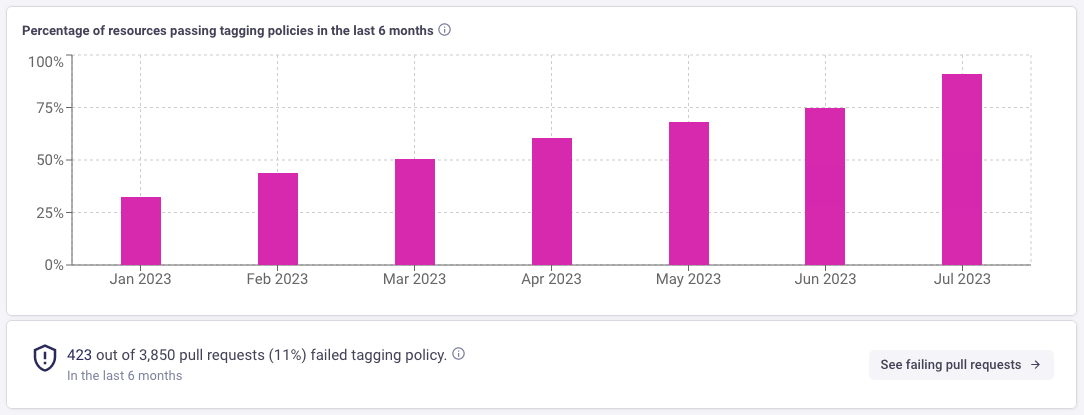 Percentage of resources passing tagging policies in the last 6 months
100%
75%
50%
25%
0%
Jan 2023 Feb 2023 Mar 2023 Apr 2023 May 2023 Jun 2023 Jul 2023
423 out of 3,850 pull requests (11%) failed tagging policy.
In the last 6 months
See failing pull requests →